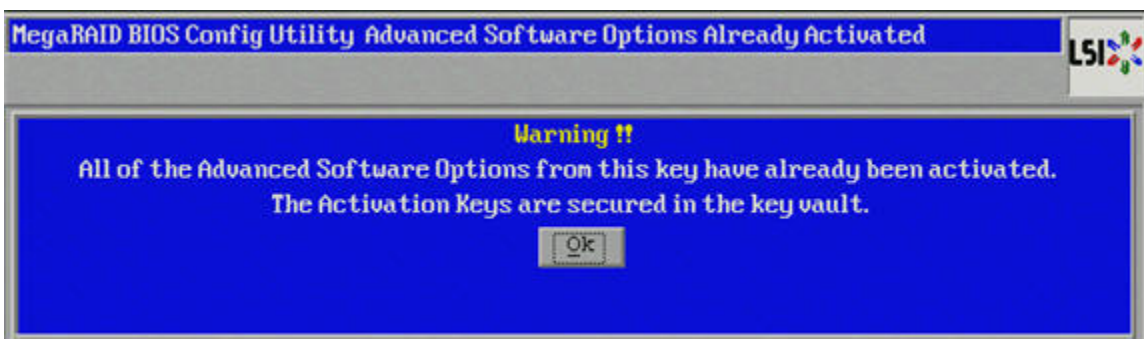 MegaRAID BIOS Config Utility Advanced Software Options Already Activated
LSI
Warning !!
All of the Advanced Software Options from this key have already been activated.
The Activation Keys are secured in the key vault.
Ok